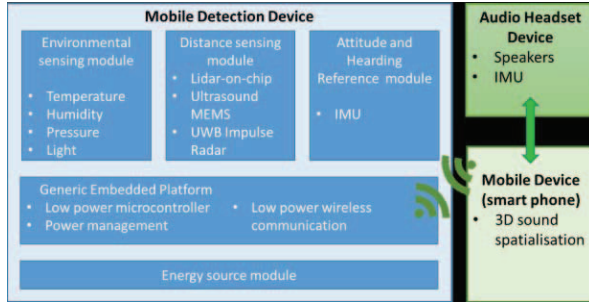 Mobile Detection Device
Environmental
sensing module
• Temperature
• Humidity
• Pressure
• Light
Distance sensing
module
• Lidar-on-chip
• Ultrasound
MEMS
• UWB Impulse
Radar
Attitude and
Hearding
Reference module
• IMU
Generic Embedded Platform
• Low power microcontroller
• Power management
• Low power wireless
communication
Energy source module
Audio Headset
Device
• Speakers
• IMU
Mobile Device
(smart phone)
• 3D sound
spatialisation